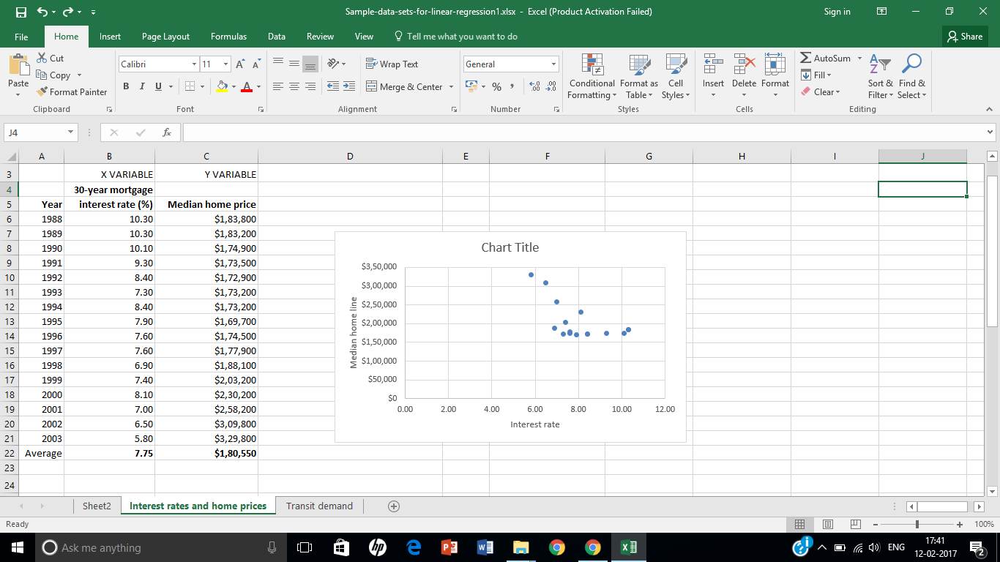 Sample-data-sets-for-linear-regression1.xlsx - Excel (Product Activation Failed)
Sign in
File Home Insert Page Layout Formulas Data Review View Tell me what you want to do Share
Paste
Cut
Copy
Format Painter
Clipboard
Calibri 11
B I U
Font
Wrap Text
Merge & Center
Alignment
General
%
Number
Conditional Formatting
Format as Table
Cell Styles
Styles
Insert Delete Format
Cells
AutoSum
Fill
Clear
Sort & Filter
Find & Select
Editing
J4 fx
A B C D E F G H I J
3 X VARIABLE Y VARIABLE
4 30-year mortgage
5 Year interest rate (%) Median home price
6 1988 10.30 $1,83,800
7 1989 10.30 $1,83,200
8 1990 10.10 $1,74,900
9 1991 9.30 $1,73,500
10 1992 8.40 $1,72,900
11 1993 7.30 $1,73,200
12 1994 8.40 $1,73,200
13 1995 7.90 $1,69,700
14 1996 7.60 $1,74,500
15 1997 7.60 $1,77,900
16 1998 6.90 $1,88,100
17 1999 7.40 $2,03,200
18 2000 8.10 $2,30,200
19 2001 7.00 $2,58,200
20 2002 6.50 $3,09,800
21 2003 5.80 $3,29,800
22 Average 7.75 $1,80,550
23
24
Chart Title
Median home line
$3,50,000
$3,00,000
$2,50,000
$2,00,000
$1,50,000
$1,00,000
$50,000
$0
0.00 2.00 4.00 6.00 8.00 10.00 12.00
Interest rate
Sheet2 Interest rates and home prices Transit demand
Ready
100%
Ask me anything
ENG
17:41
12-02-2017
2